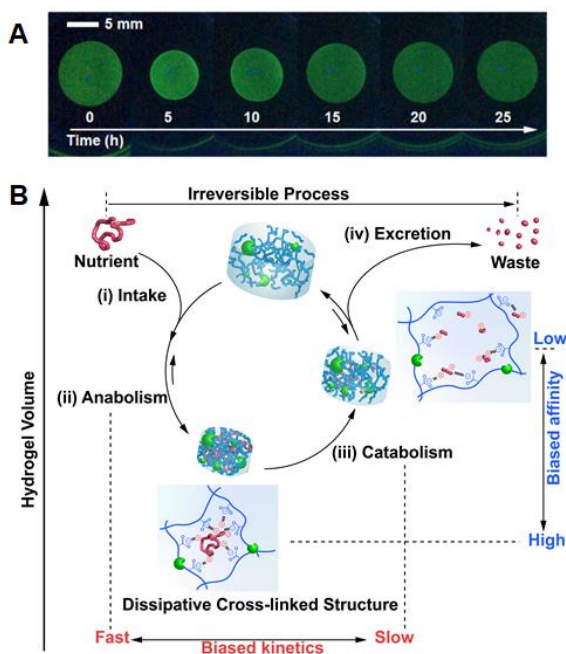 A
5 mm
0 5 10 15 20 25
Time (h)
B
Irreversible Process
Nutrient
(iv) Excretion
Waste
(i) Intake
Low
(ii) Anabolism
(iii) Catabolism
Hydrogel Volume
Biased affinity
High
Dissipative Cross-linked Structure
Fast
Biased kinetics
Slow